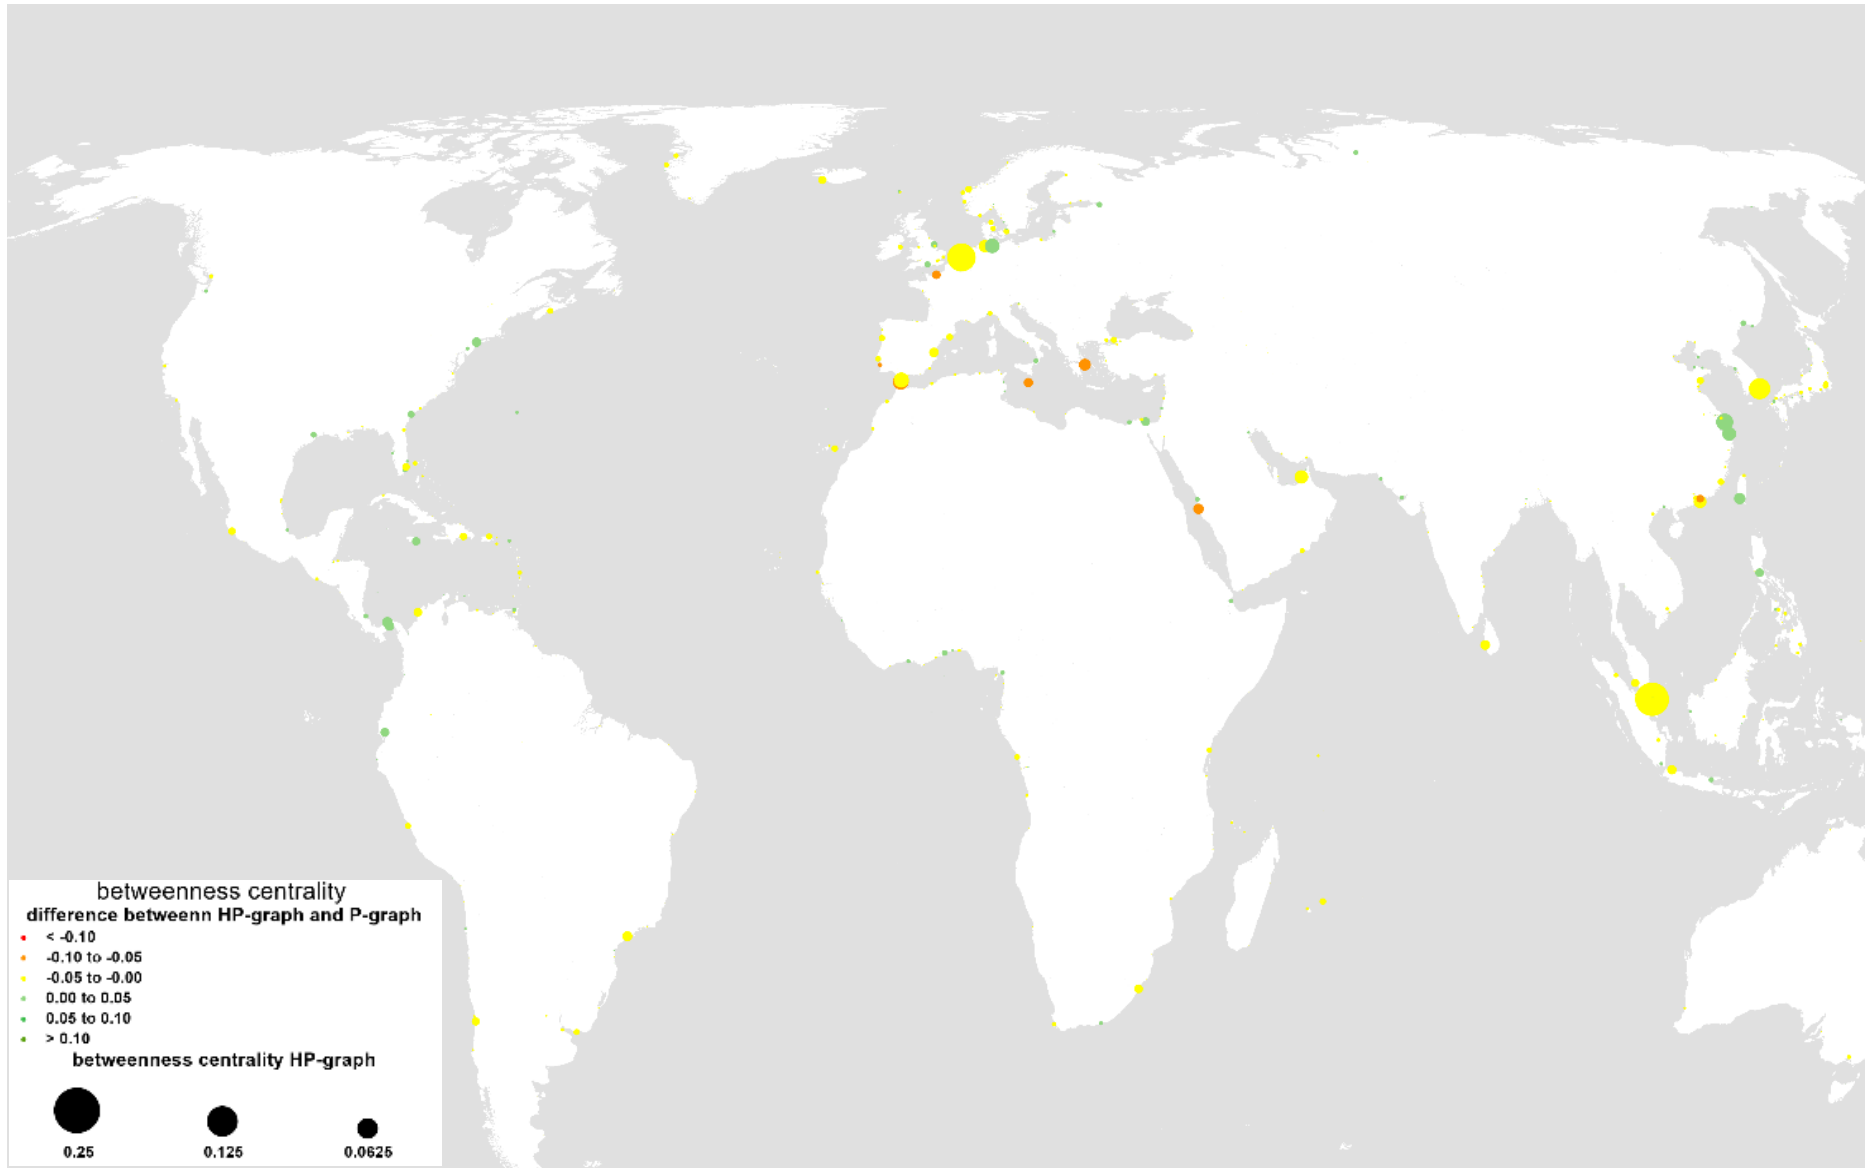 betweenness centrality
difference betweenn HP-graph and P-graph
< -0.10
-0.10 to -0.05
-0.05 to -0.00
0.00 to 0.05
0.05 to 0.10
> 0.10
betweenness centrality HP-graph
0.25 0.125 0.0625